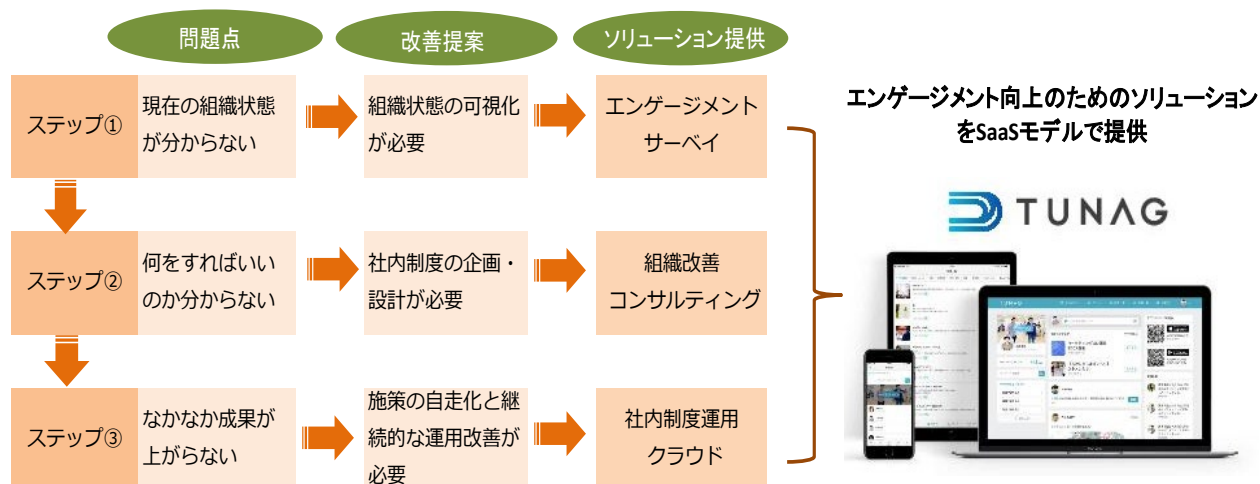 問題点
改善提案
ソリューション提供
ステップ①
現在の組織状態
が分からない
組織状態の可視化
が必要
エンゲージメント
サーベイ
ステップ②
何をすればいい
のか分からない
社内制度の企画・
設計が必要
組織改善
コンサルティング
ステップ③
なかなか成果が
上がらない
施策の自走化と継
続的な運用改善が
必要
社内制度運用
クラウド
エンゲージメント向上のためのソリューション
をSaaSモデルで提供
TUNAG